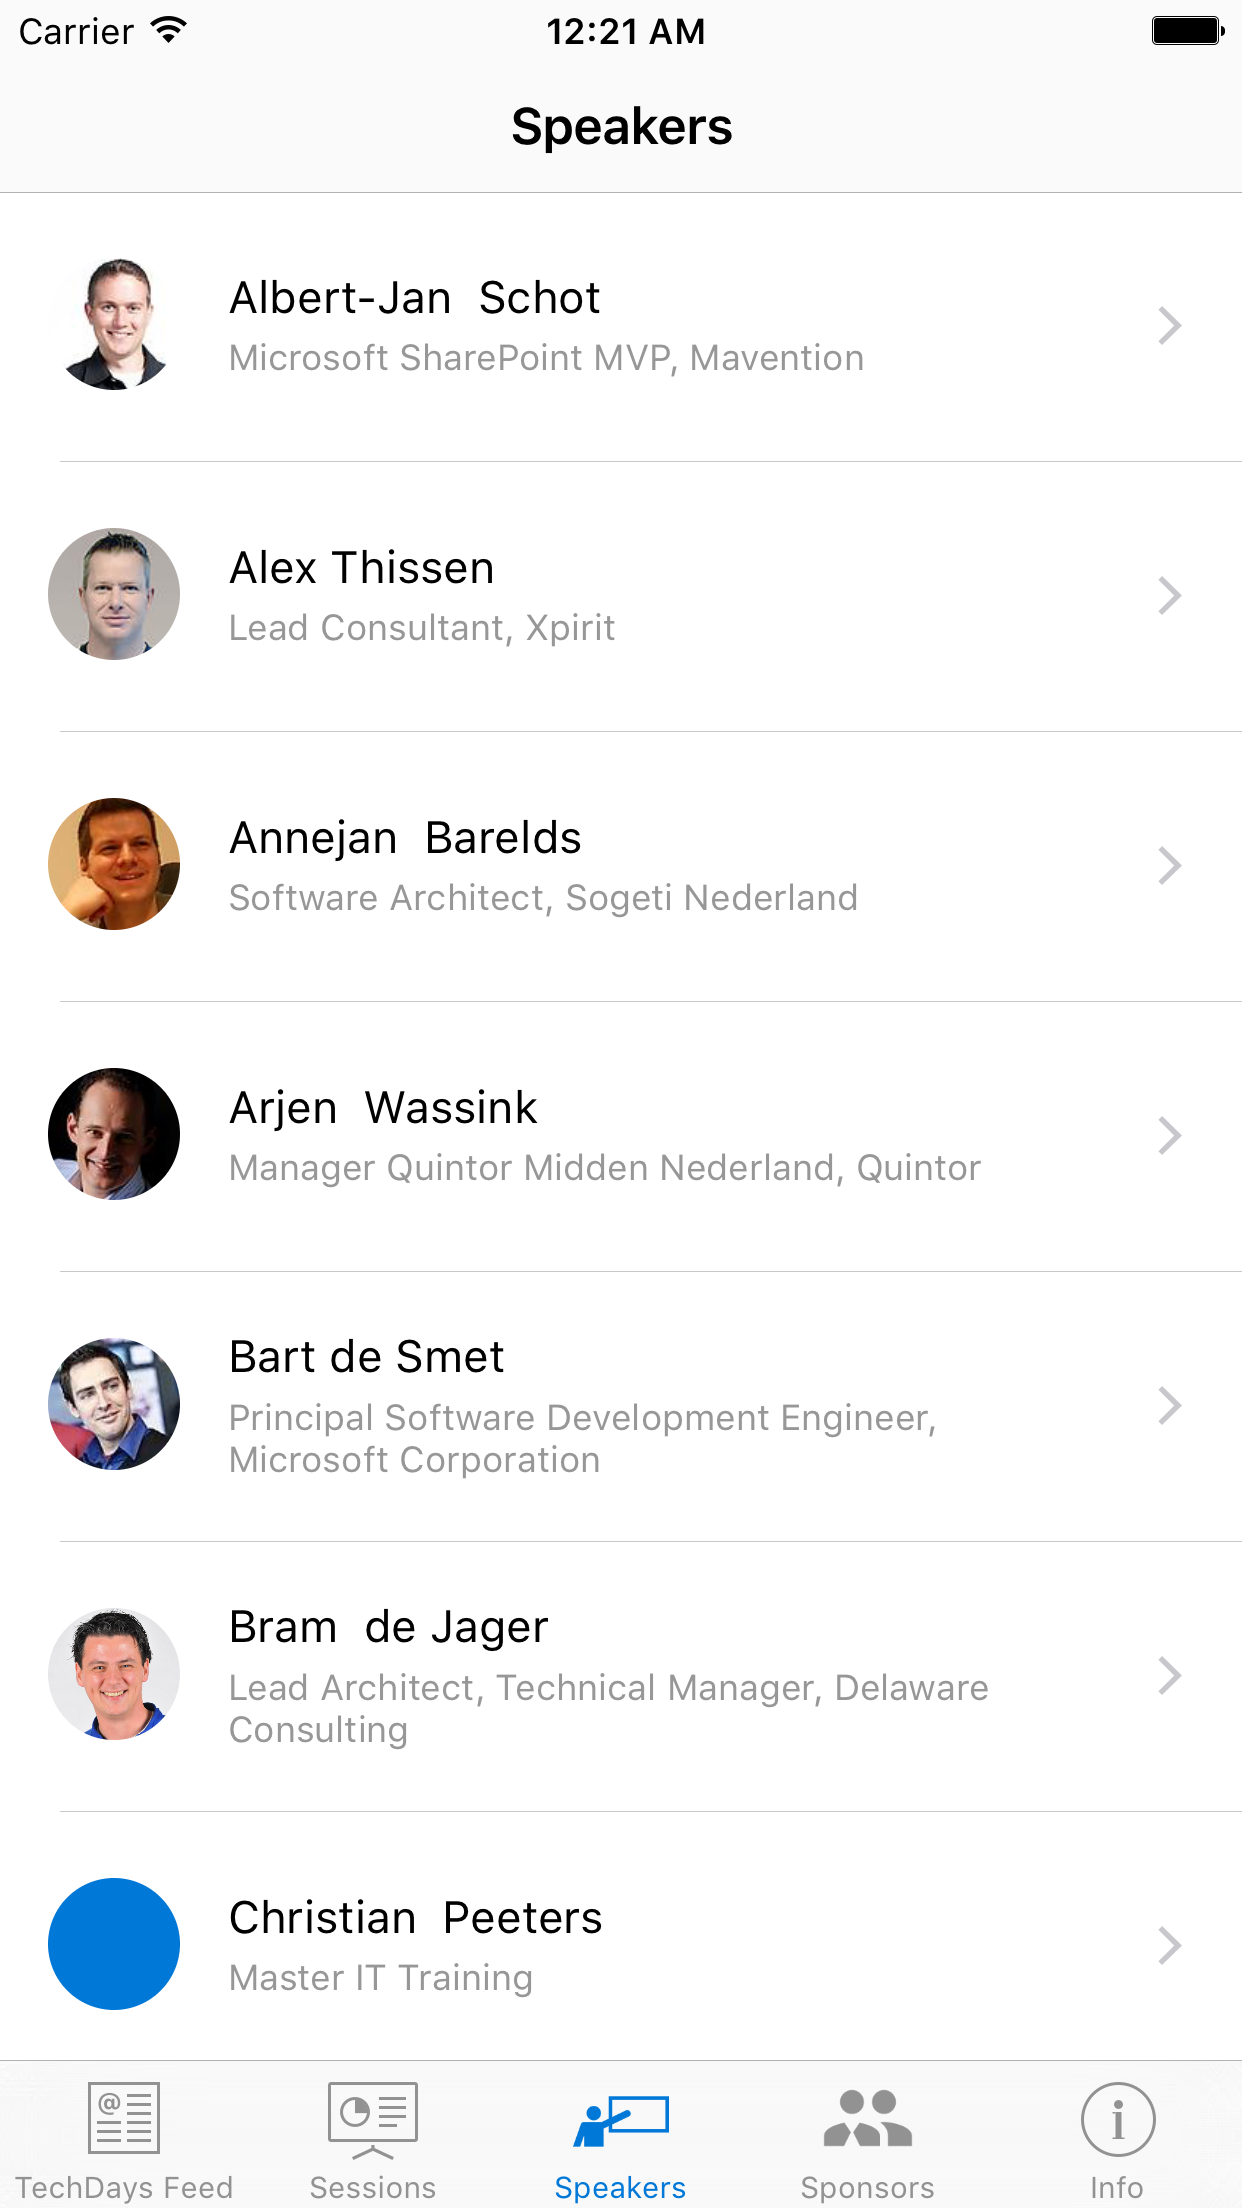 Carrier 12:21 AM
Speakers
Albert-Jan  Schot
Microsoft SharePoint MVP, Mavention
Alex Thissen
Lead Consultant, Xpirit
Annejan  Barelds
Software Architect, Sogeti Nederland
Arjen  Wassink
Manager Quintor Midden Nederland, Quintor
Bart de Smet
Principal Software Development Engineer,
Microsoft Corporation
Bram  de Jager
Lead Architect, Technical Manager, Delaware
Consulting
Christian  Peeters
Master IT Training
TechDays Feed Sessions Speakers Sponsors Info